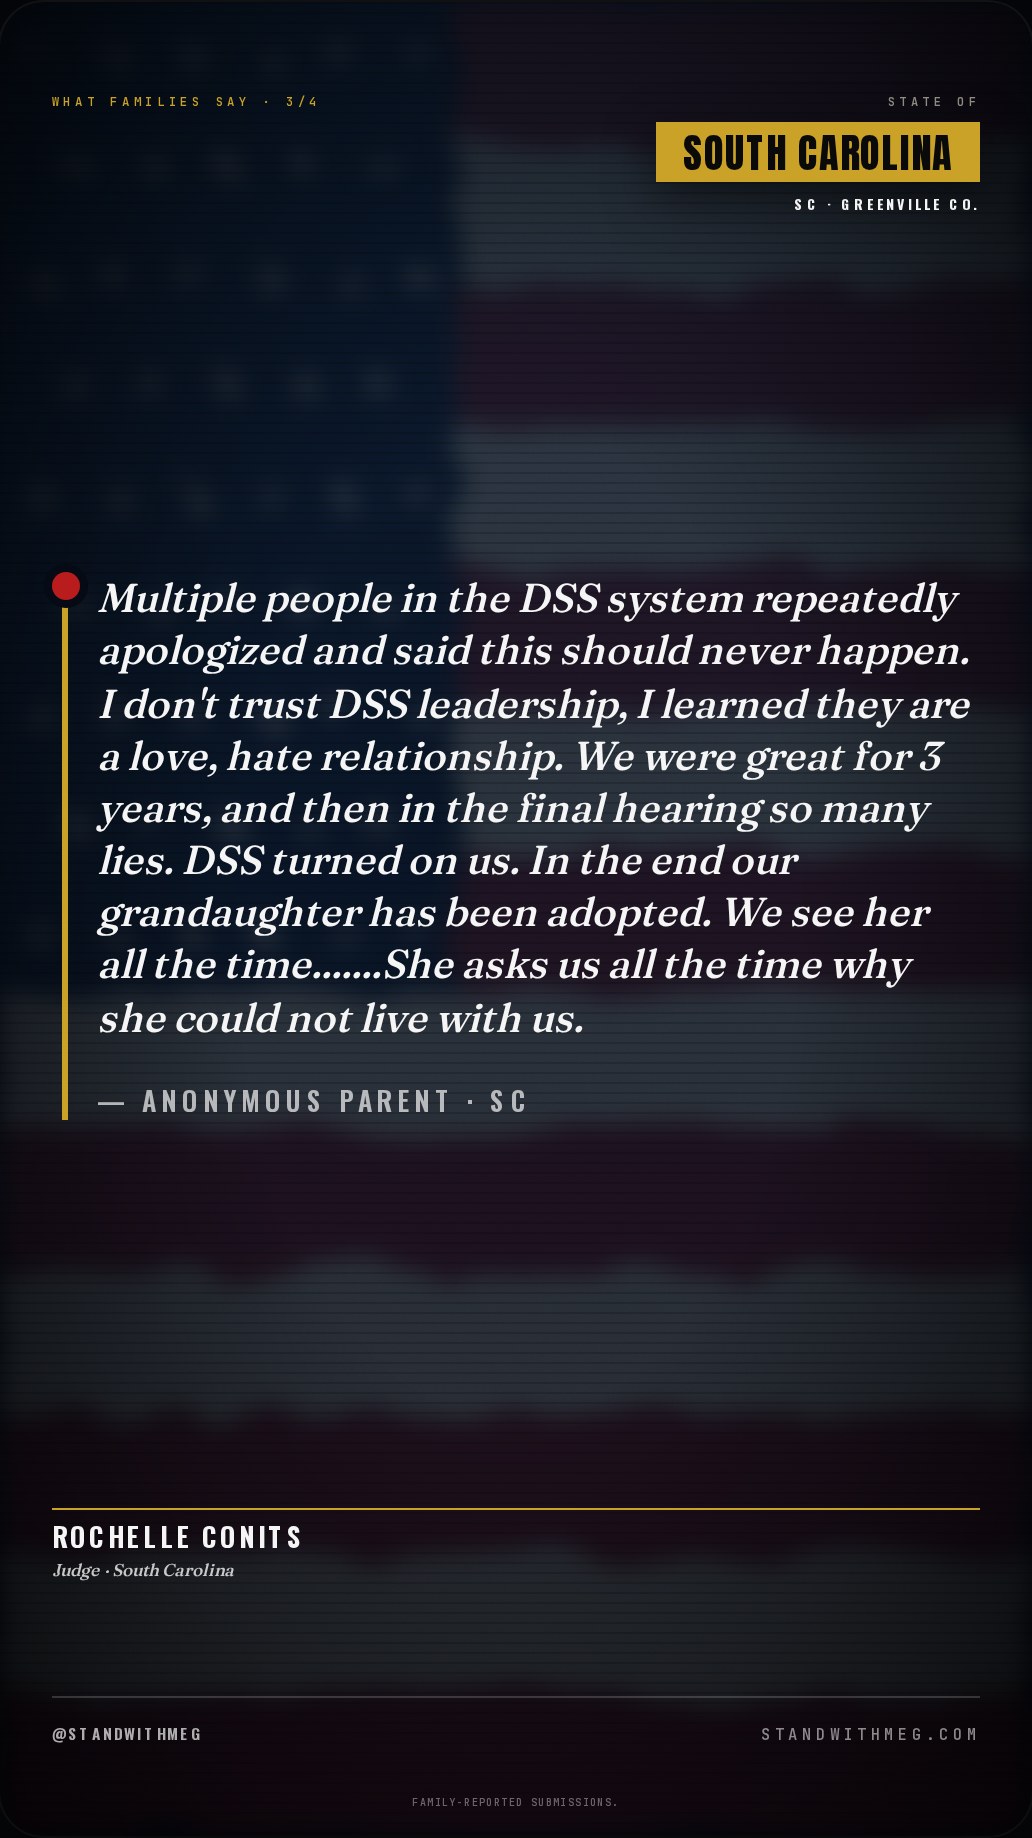 WHAT FAMILIES SAY · 3/4
STATE OF
SOUTH CAROLINA
SC · GREENVILLE CO.
Multiple people in the DSS system repeatedly
apologized and said this should never happen.
I don't trust DSS leadership, I learned they are
a love, hate relationship. We were great for 3
years, and then in the final hearing so many
lies. DSS turned on us. In the end our
grandaughter has been adopted. We see her
all the time.......She asks us all the time why
she could not live with us.
— ANONYMOUS PARENT · SC
ROCHELLE CONITS
Judge · South Carolina
@STANDWITHMEG
STANDWITHMEG.COM
FAMILY-REPORTED SUBMISSIONS.